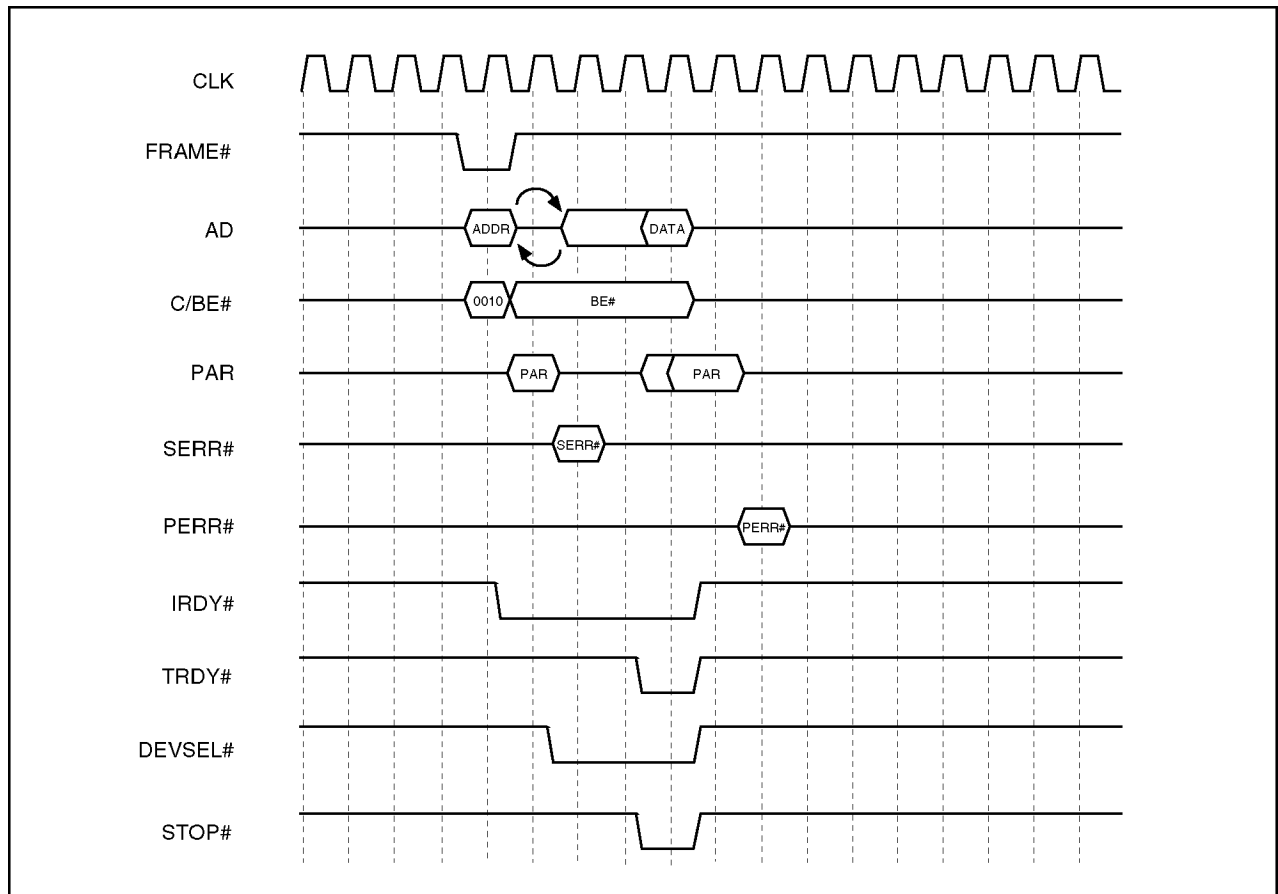 CLK
FRAME#
AD
ADDR
DATA
C/BE#
0010
BE#
PAR
PAR
PAR
SERR#
SERR#
PERR#
PERR#
IRDY#
TRDY#
DEVSEL#
STOP#